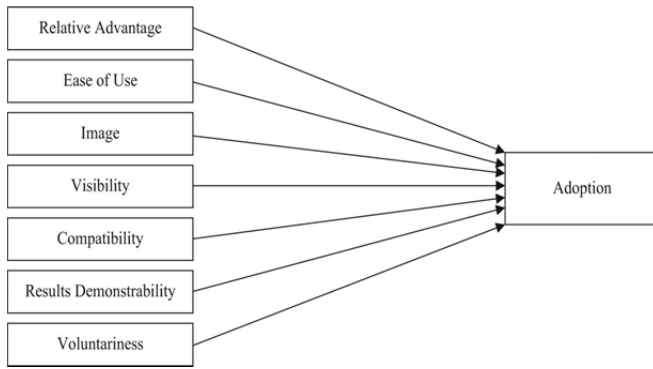 Relative Advantage
Ease of Use
Image
Visibility
Compatibility
Results Demonstrability
Voluntariness
Adoption